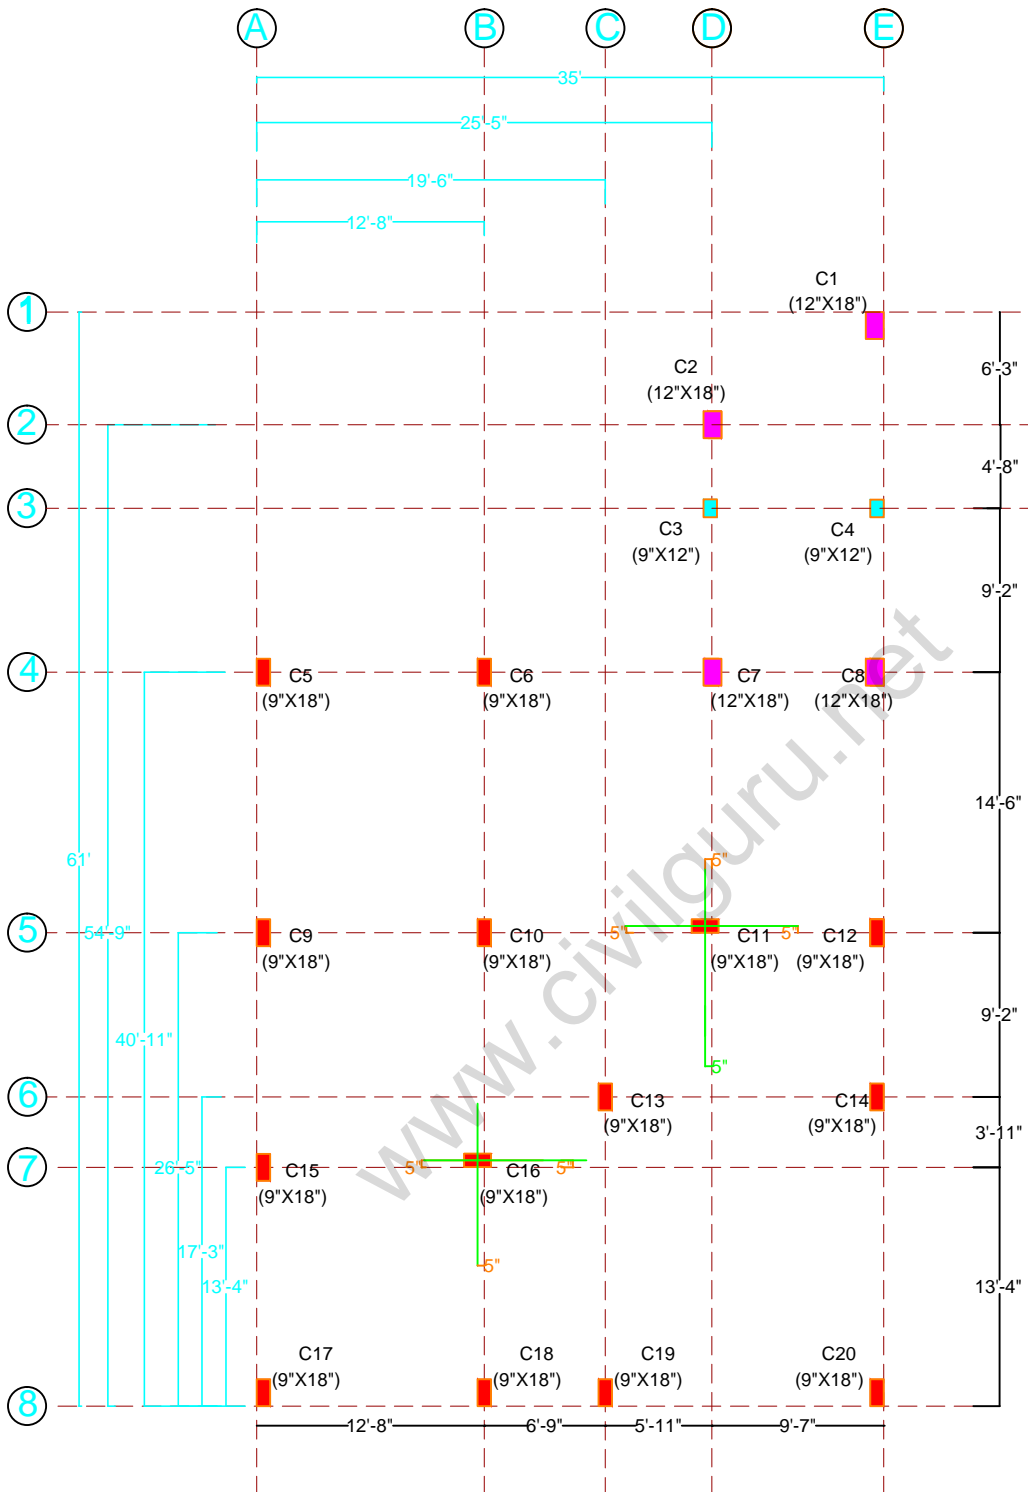 A B C D E
35'
25'-5"
19'-6"
12'-8"
C1
(12"X18")
1
6'-3"
C2
(12"X18")
2
4'-8"
3
C3
(9"X12")
C4
(9"X12")
9'-2"
4
C5
(9"X18")
C6
(9"X18")
C7
(12"X18")
C8
(12"X18")
14'-6"
61'
54'-9"
40'-11"
26'-5"
17'-3"
13'-4"
5
C9
(9"X18")
C10
(9"X18")
5"
5"
5"
5"
C11
(9"X18")
C12
(9"X18")
9'-2"
6
C13
(9"X18")
C14
(9"X18")
3'-11"
7
C15
(9"X18")
5"
5"
5"
C16
(9"X18")
13'-4"
C17
(9"X18")
C18
(9"X18")
C19
(9"X18")
C20
(9"X18")
8
12'-8" 6'-9" 5'-11" 9'-7"
www.civilguru.net